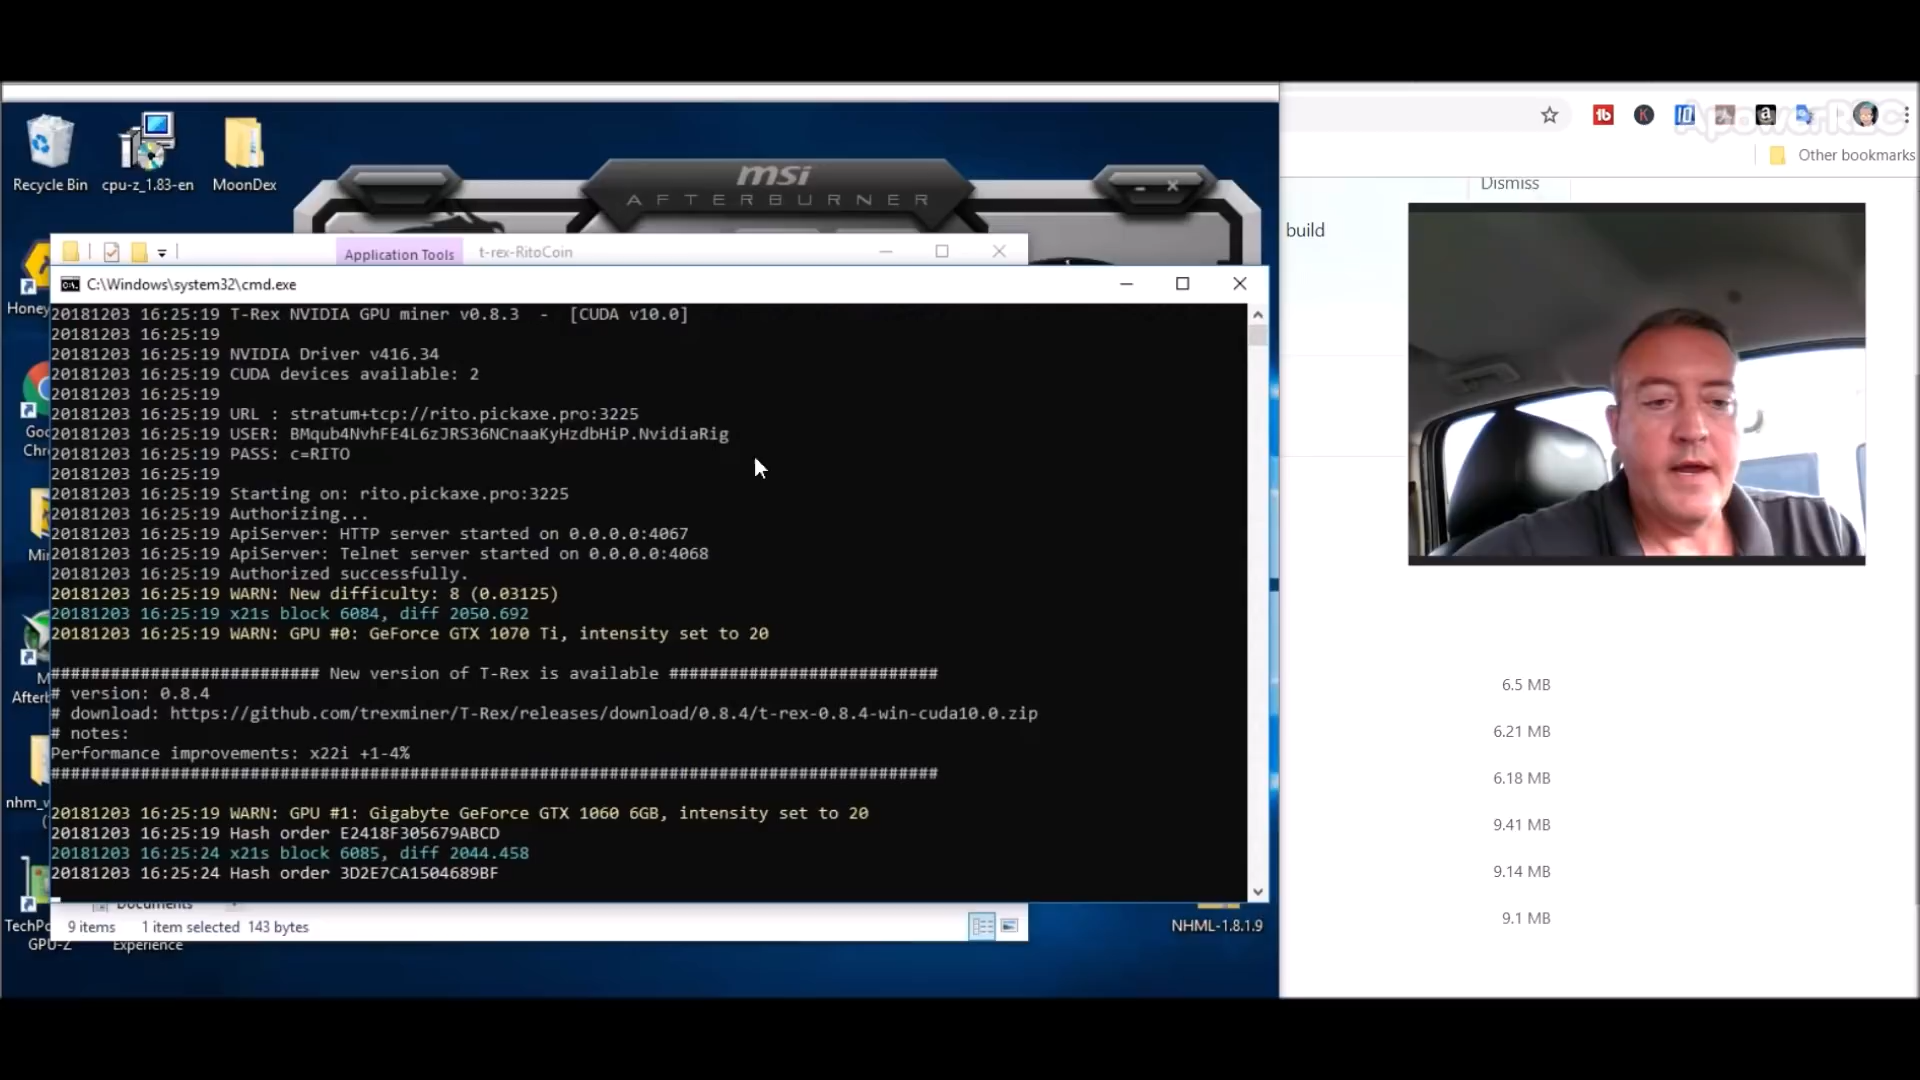 ApowerREC
Other bookmarks
Dismiss
build
Recycle Bin
cpu-z_1.83-en
MoonDex
msi
AFTERBURNER
Application Tools
t-rex-RitoCoin
C:\Windows\system32\cmd.exe
20181203 16:25:19 T-Rex NVIDIA GPU miner v0.8.3  -  [CUDA v10.0]
20181203 16:25:19
20181203 16:25:19 NVIDIA Driver v416.34
20181203 16:25:19 CUDA devices available: 2
20181203 16:25:19
20181203 16:25:19 URL : stratum+tcp://rito.pickaxe.pro:3225
20181203 16:25:19 USER: BMqub4NvhFE4L6zJRS36NCnaaKyHzdbHiP.NvidiaRig
20181203 16:25:19 PASS: c=RITO
20181203 16:25:19
20181203 16:25:19 Starting on: rito.pickaxe.pro:3225
20181203 16:25:19 Authorizing...
20181203 16:25:19 ApiServer: HTTP server started on 0.0.0.0:4067
20181203 16:25:19 ApiServer: Telnet server started on 0.0.0.0:4068
20181203 16:25:19 Authorized successfully.
20181203 16:25:19 WARN: New difficulty: 8 (0.03125)
20181203 16:25:19 x21s block 6084, diff 2050.692
20181203 16:25:19 WARN: GPU #0: GeForce GTX 1070 Ti, intensity set to 20
########################### New version of T-Rex is available ###########################
# version: 0.8.4
# download: https://github.com/trexminer/T-Rex/releases/download/0.8.4/t-rex-0.8.4-win-cuda10.0.zip
# notes:
Performance improvements: x22i +1-4%
#########################################################################################
20181203 16:25:19 WARN: GPU #1: Gigabyte GeForce GTX 1060 6GB, intensity set to 20
20181203 16:25:19 Hash order E2418F305679ABCD
20181203 16:25:24 x21s block 6085, diff 2044.458
20181203 16:25:24 Hash order 3D2E7CA1504689BF
Honey
Goo
Chro
Min
M
Afterb
nhm_w
(
TechPo
GPU-Z
Experience
Documents
9 items
1 item selected
143 bytes
NHML-1.8.1.9
6.5 MB
6.21 MB
6.18 MB
9.41 MB
9.14 MB
9.1 MB